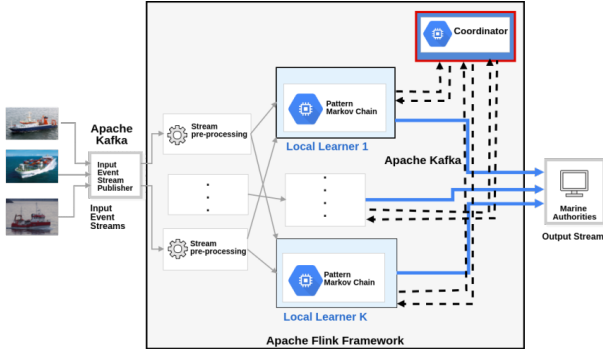 Coordinator
Apache
Kafka
Input
Event
Stream
Publisher
Input
Event
Streams
Stream
pre-processing
Stream
pre-processing
Pattern
Markov Chain
Local Learner 1
Apache Kafka
Pattern
Markov Chain
Local Learner K
Marine
Authorities
Output Stream
Apache Flink Framework